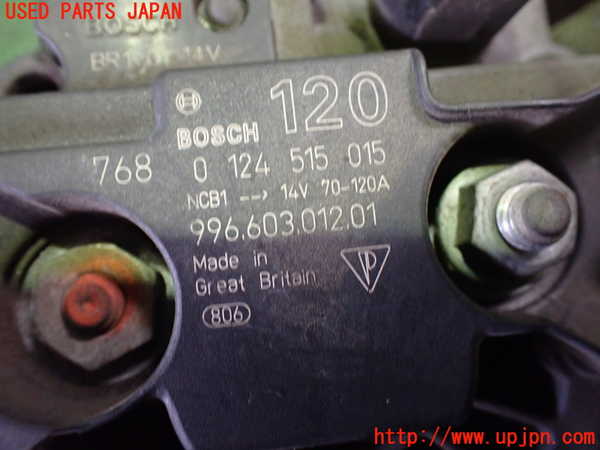 USED PARTS JAPAN
BOSCH
14V
120
BOSCH
768 0 124 515 015
NCB1 --> 14V 70-120A
996.603.012.01
Made in
Great Britain
806
http://www.upjpn.com